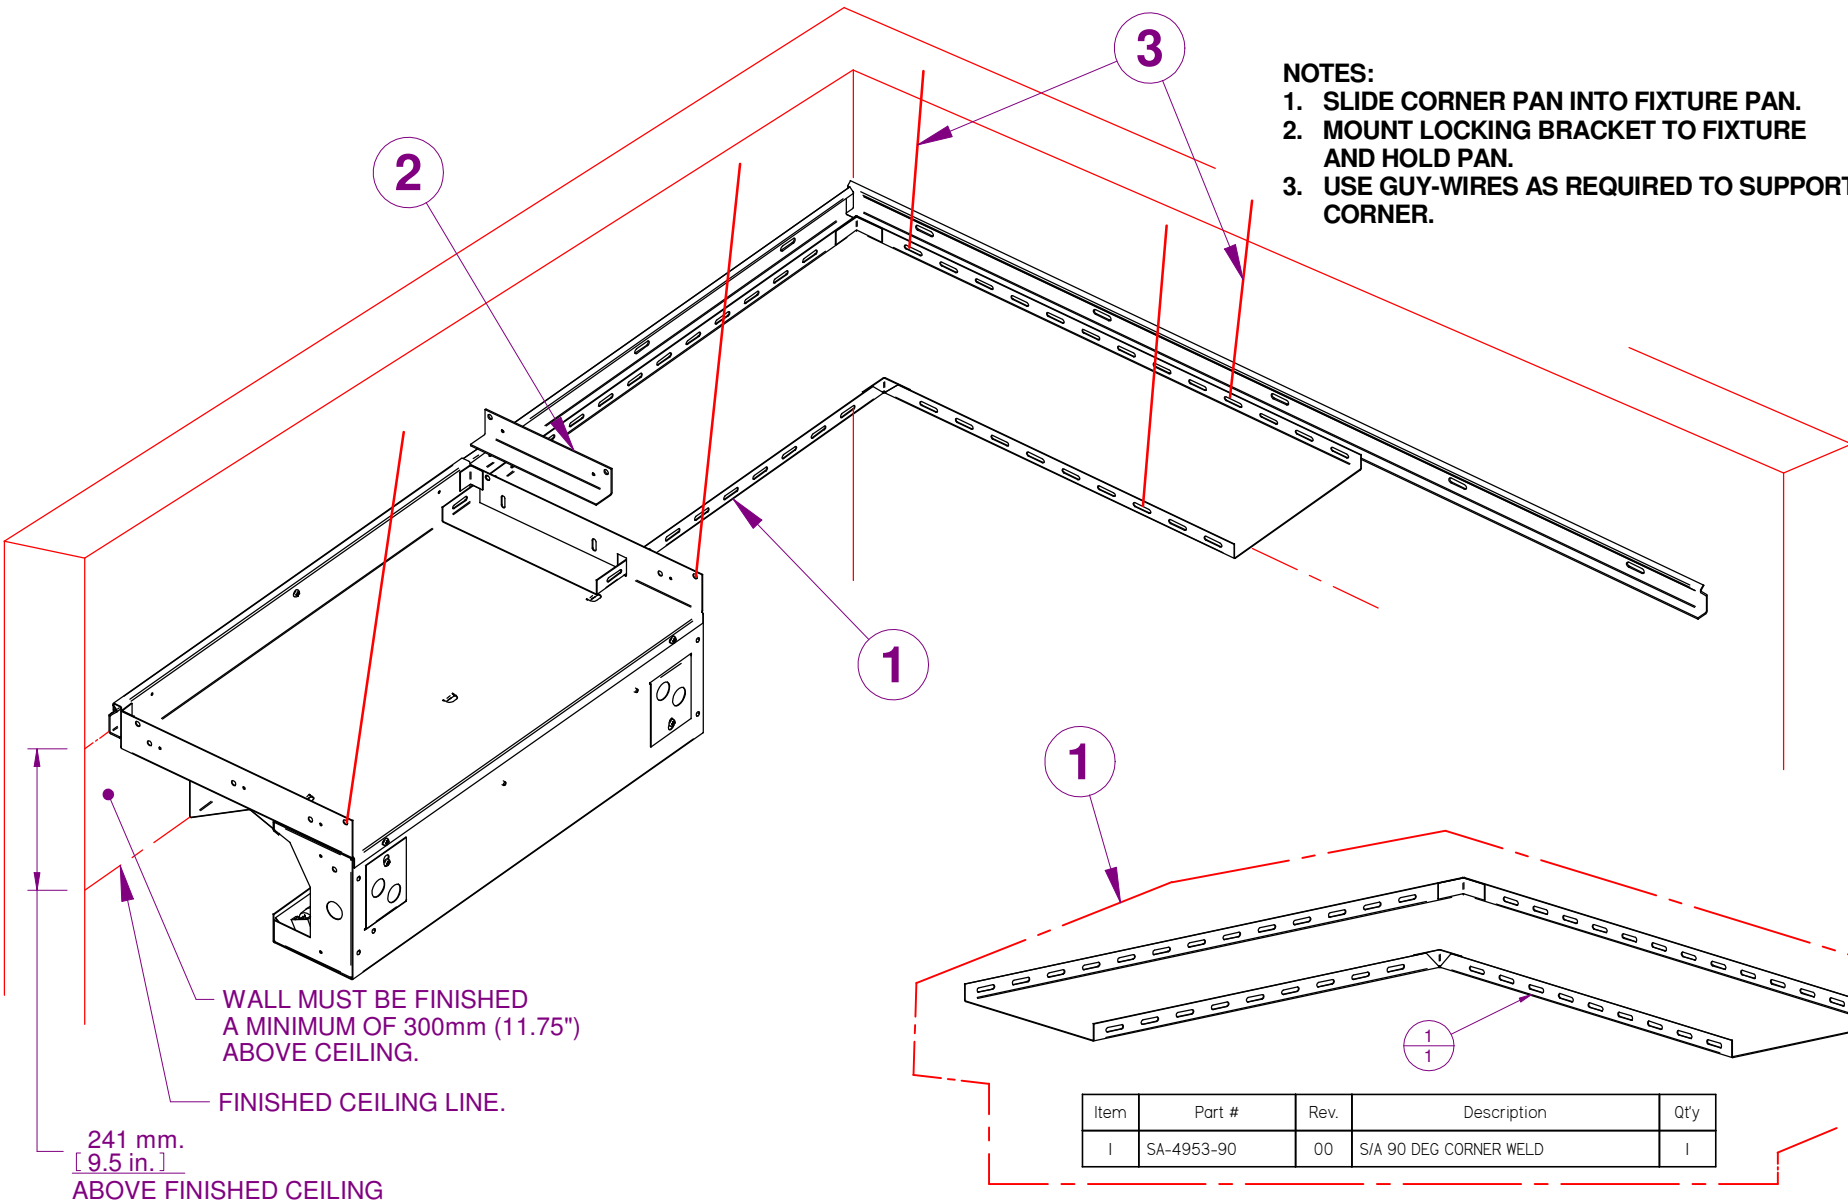 3
NOTES:
1. SLIDE CORNER PAN INTO FIXTURE PAN.
2. MOUNT LOCKING BRACKET TO FIXTURE
AND HOLD PAN.
3. USE GUY-WIRES AS REQUIRED TO SUPPORT
CORNER.
2
1
1
WALL MUST BE FINISHED
A MINIMUM OF 300mm (11.75")
ABOVE CEILING.
FINISHED CEILING LINE.
241 mm.
[ 9.5 in.]
ABOVE FINISHED CEILING
1
1
Item Part # Rev. Description Qt'y
1 SA-4953-90 00 S/A 90 DEG CORNER WELD 1